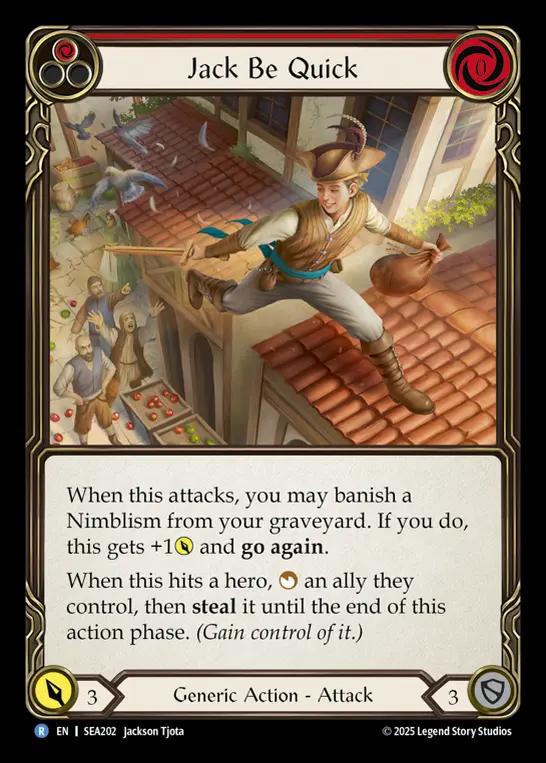 Jack Be Quick
0
When this attacks, you may banish a
Nimblism from your graveyard. If you do,
this gets +1 and go again.
When this hits a hero, an ally they
control, then steal it until the end of this
action phase. (Gain control of it.)
3
Generic Action - Attack
3
R EN | SEA202 Jackson Tjota
© 2025 Legend Story Studios